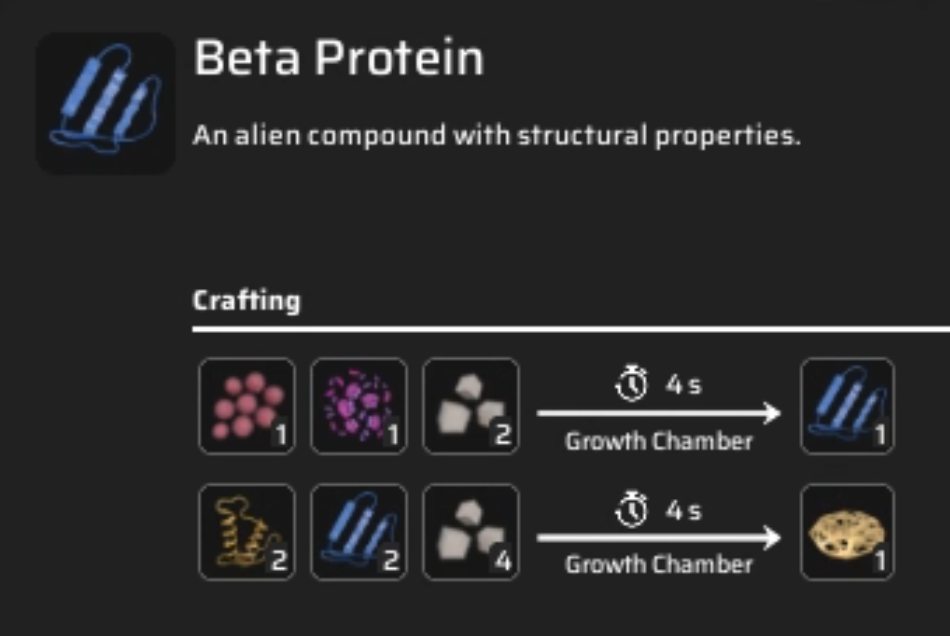 Beta Protein
An alien compound with structural properties.
Crafting
1 1 2 4 s Growth Chamber 1
2 2 4 4 s Growth Chamber 1